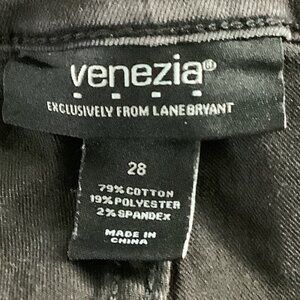 venezia®
EXCLUSIVELY FROM LANE BRYANT
28
79% COTTON
19% POLYESTER
2% SPANDEX
MADE IN
CHINA